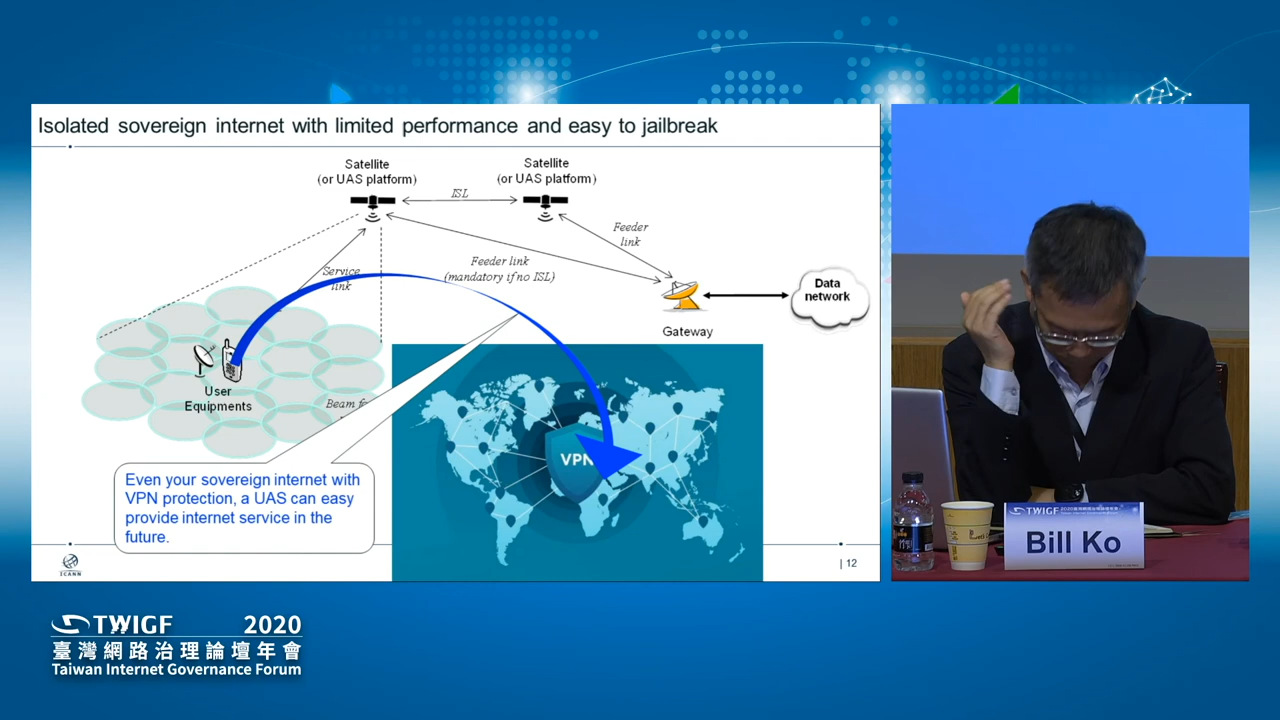 Isolated sovereign internet with limited performance and easy to jailbreak
Satellite
(or UAS platform)
Satellite
(or UAS platform)
ISL
Feeder
link
Feeder link
(mandatory if no ISL)
Service
link
Data
network
Gateway
User
Equipments
Beam
VPN
Even your sovereign internet with
VPN protection, a UAS can easy
provide internet service in the
future.
ICANN
| 12
TWIGF
Bill Ko
TWIGF 2020
臺灣網路治理論壇年會
Taiwan Internet Governance Forum